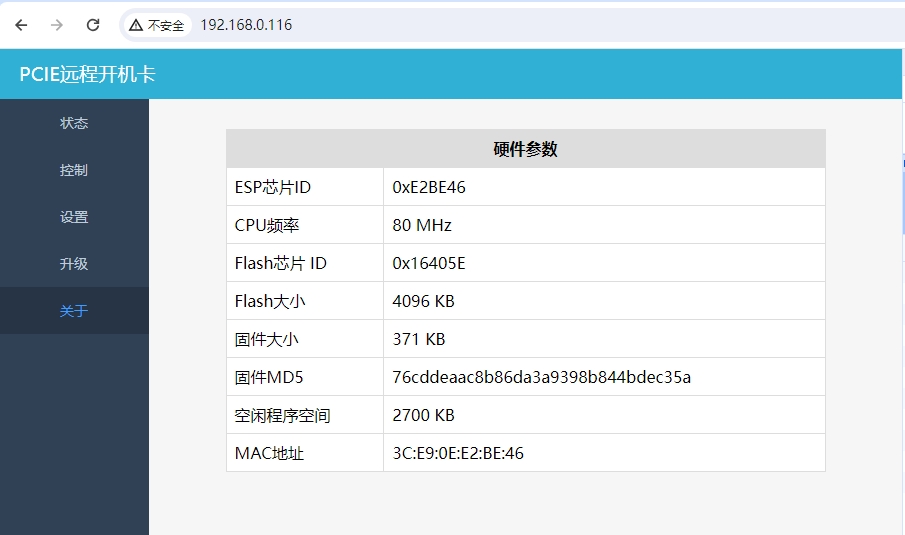 不安全 192.168.0.116
PCIE远程开机卡
状态
控制
设置
升级
关于
硬件参数
ESP芯片ID 0xE2BE46
CPU频率 80 MHz
Flash芯片 ID 0x16405E
Flash大小 4096 KB
固件大小 371 KB
固件MD5 76cddeaac8b86da3a9398b844bdec35a
空闲程序空间 2700 KB
MAC地址 3C:E9:0E:E2:BE:46